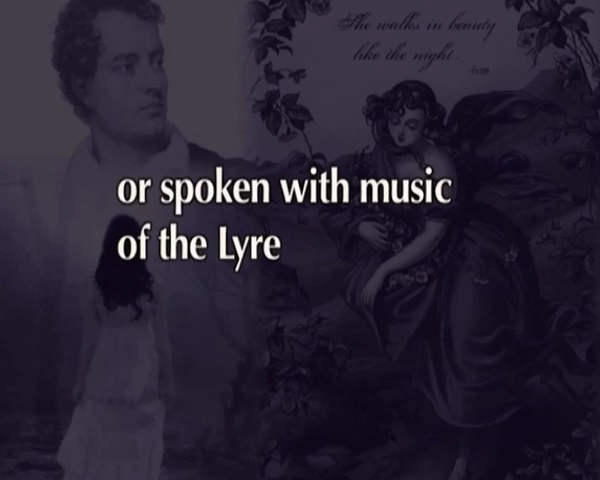 She walks in beauty
like the night...
or spoken with music
of the Lyre